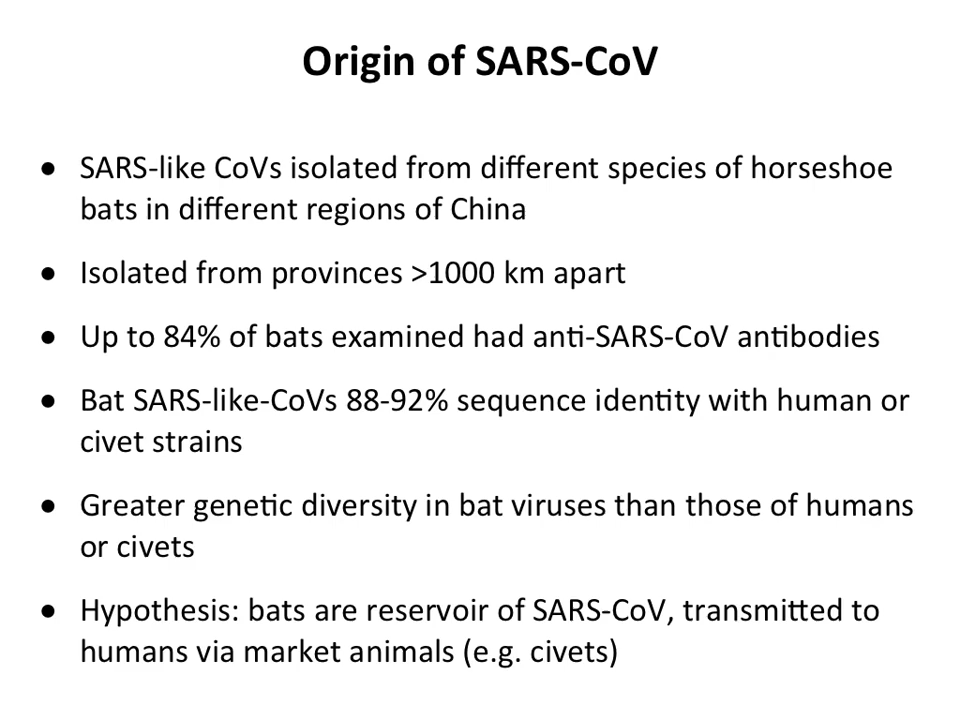 Origin of SARS-CoV
● SARS-like CoVs isolated from different species of horseshoe
bats in different regions of China
● Isolated from provinces >1000 km apart
● Up to 84% of bats examined had anti-SARS-CoV antibodies
● Bat SARS-like-CoVs 88-92% sequence identity with human or
civet strains
● Greater genetic diversity in bat viruses than those of humans
or civets
● Hypothesis: bats are reservoir of SARS-CoV, transmitted to
humans via market animals (e.g. civets)